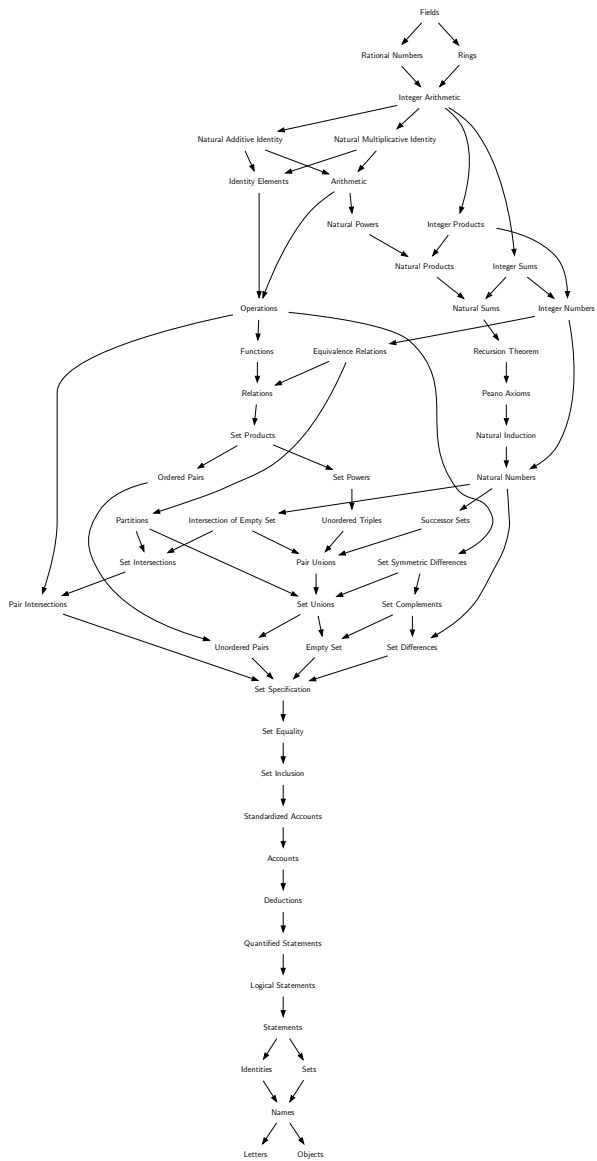 Fields
Rational Numbers Rings
Integer Arithmetic
Natural Additive Identity Natural Multiplicative Identity
Identity Elements Arithmetic
Natural Powers Integer Products
Natural Products Integer Sums
Operations Natural Sums Integer Numbers
Functions Equivalence Relations Recursion Theorem
Relations Peano Axioms
Set Products Natural Induction
Ordered Pairs Set Powers Natural Numbers
Partitions Intersection of Empty Set Unordered Triples Successor Sets
Set Intersections Pair Unions Set Symmetric Differences
Pair Intersections Set Unions Set Complements
Unordered Pairs Empty Set Set Differences
Set Specification
Set Equality
Set Inclusion
Standardized Accounts
Accounts
Deductions
Quantified Statements
Logical Statements
Statements
Identities Sets
Names
Letters Objects